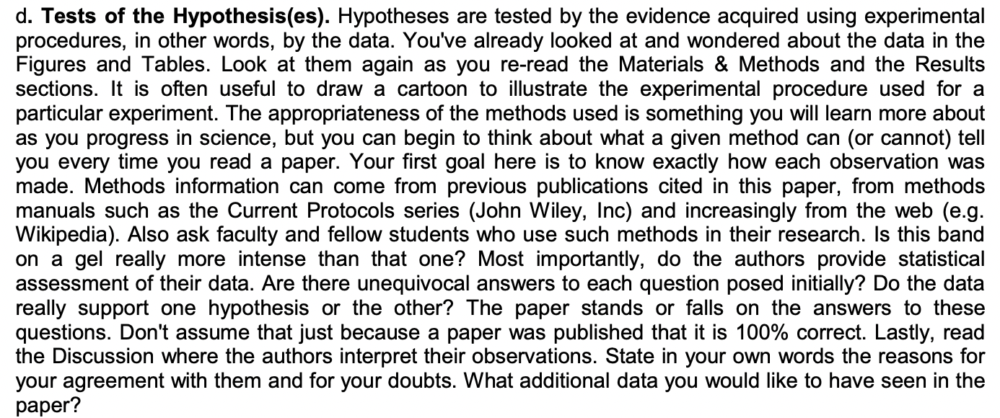 d. Tests of the Hypothesis(es). Hypotheses are tested by the evidence acquired using experimental
procedures, in other words, by the data. You've already looked at and wondered about the data in the
Figures and Tables. Look at them again as you re-read the Materials & Methods and the Results
sections. It is often useful to draw a cartoon to illustrate the experimental procedure used for a
particular experiment. The appropriateness of the methods used is something you will learn more about
as you progress in science, but you can begin to think about what a given method can (or cannot) tell
you every time you read a paper. Your first goal here is to know exactly how each observation was
made. Methods information can come from previous publications cited in this paper, from methods
manuals such as the Current Protocols series (John Wiley, Inc) and increasingly from the web (e.g.
Wikipedia). Also ask faculty and fellow students who use such methods in their research. Is this band
on a gel really more intense than that one? Most importantly, do the authors provide statistical
assessment of their data. Are there unequivocal answers to each question posed initially? Do the data
really support one hypothesis or the other? The paper stands or falls on the answers to these
questions. Don't assume that just because a paper was published that it is 100% correct. Lastly, read
the Discussion where the authors interpret their observations. State in your own words the reasons for
your agreement with them and for your doubts. What additional data you would like to have seen in the
paper?